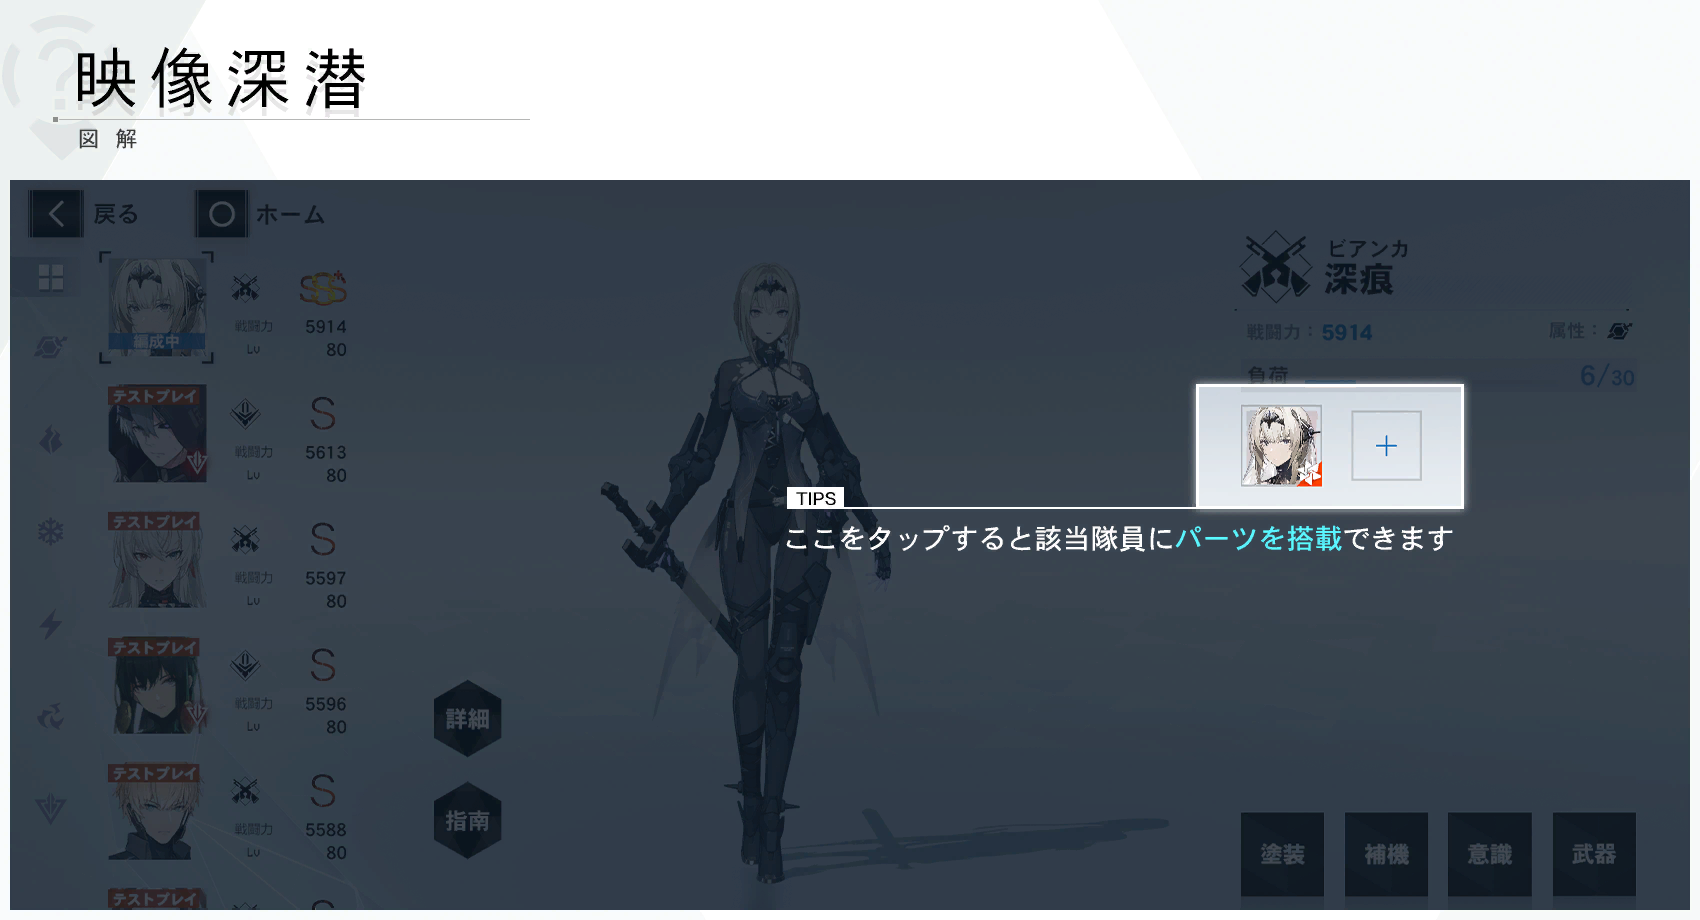 映像深潜
図解
戻る
ホーム
編成中
SSS+
戦闘力 5914
Lv 80
テストプレイ
S
戦闘力 5613
Lv 80
テストプレイ
S
戦闘力 5597
Lv 80
テストプレイ
S
戦闘力 5596
Lv 80
テストプレイ
S
戦闘力 5588
Lv 80
テストプレイ
詳細
指南
ビアンカ
深痕
戦闘力：5914
属性：
負荷 6/30
+
TIPS
ここをタップすると該当隊員にパーツを搭載できます
塗装
補機
意識
武器